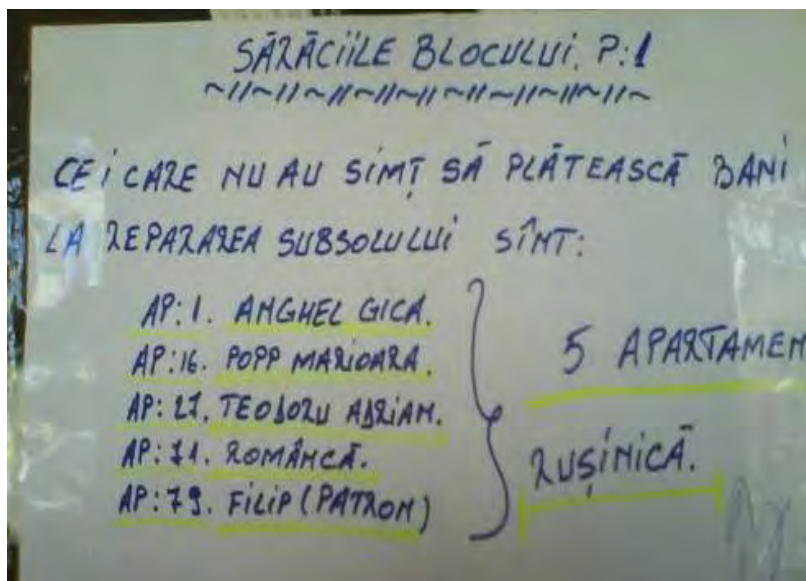 SĂRĂCIILE BLOCULUI. P:1
~//~//~//~//~//~//~//~//~//~
CEI CARE NU AU SIMȚ SĂ PLĂTEASCĂ BANI
LA REPARAREA SUBSOLULUI SÎNT:
AP:1. ANGHEL GICA.
AP:16. POPP MARIOARA.
AP:27. TEODORU ADRIAN.
AP:71. ROMÂNCĂ.
AP:79. FILIP (PATRON)
5 APARTAMEN
RUȘINICĂ.